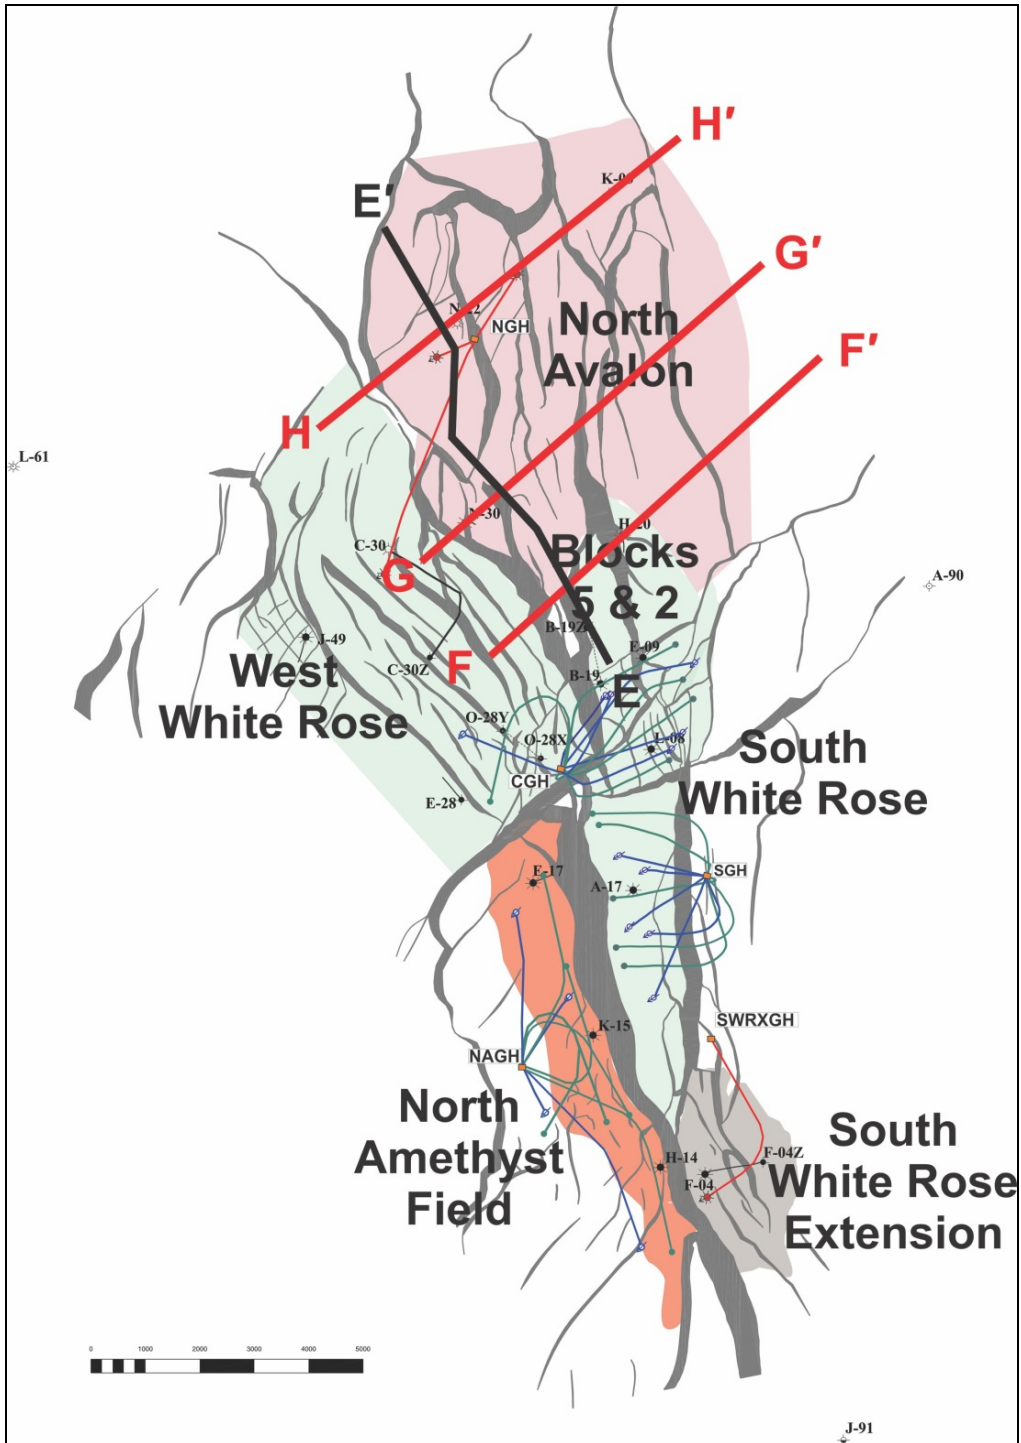 H′
K-0
E′
G′
N-22
NGH
North
Avalon
F′
H
L-61
N-30
H-20
C-30
Blocks
5 & 2
G
A-90
B-19Z
J-49
E-09
C-30Z
F
B-19
E
West
White Rose
O-28Y
O-28X
L-08
South
White Rose
CGH
E-28
E-17
A-17
SGH
SWRXGH
K-15
NAGH
North
Amethyst
Field
South
White Rose
Extension
F-04Z
H-14
F-04
0 1000 2000 3000 4000 5000
J-91